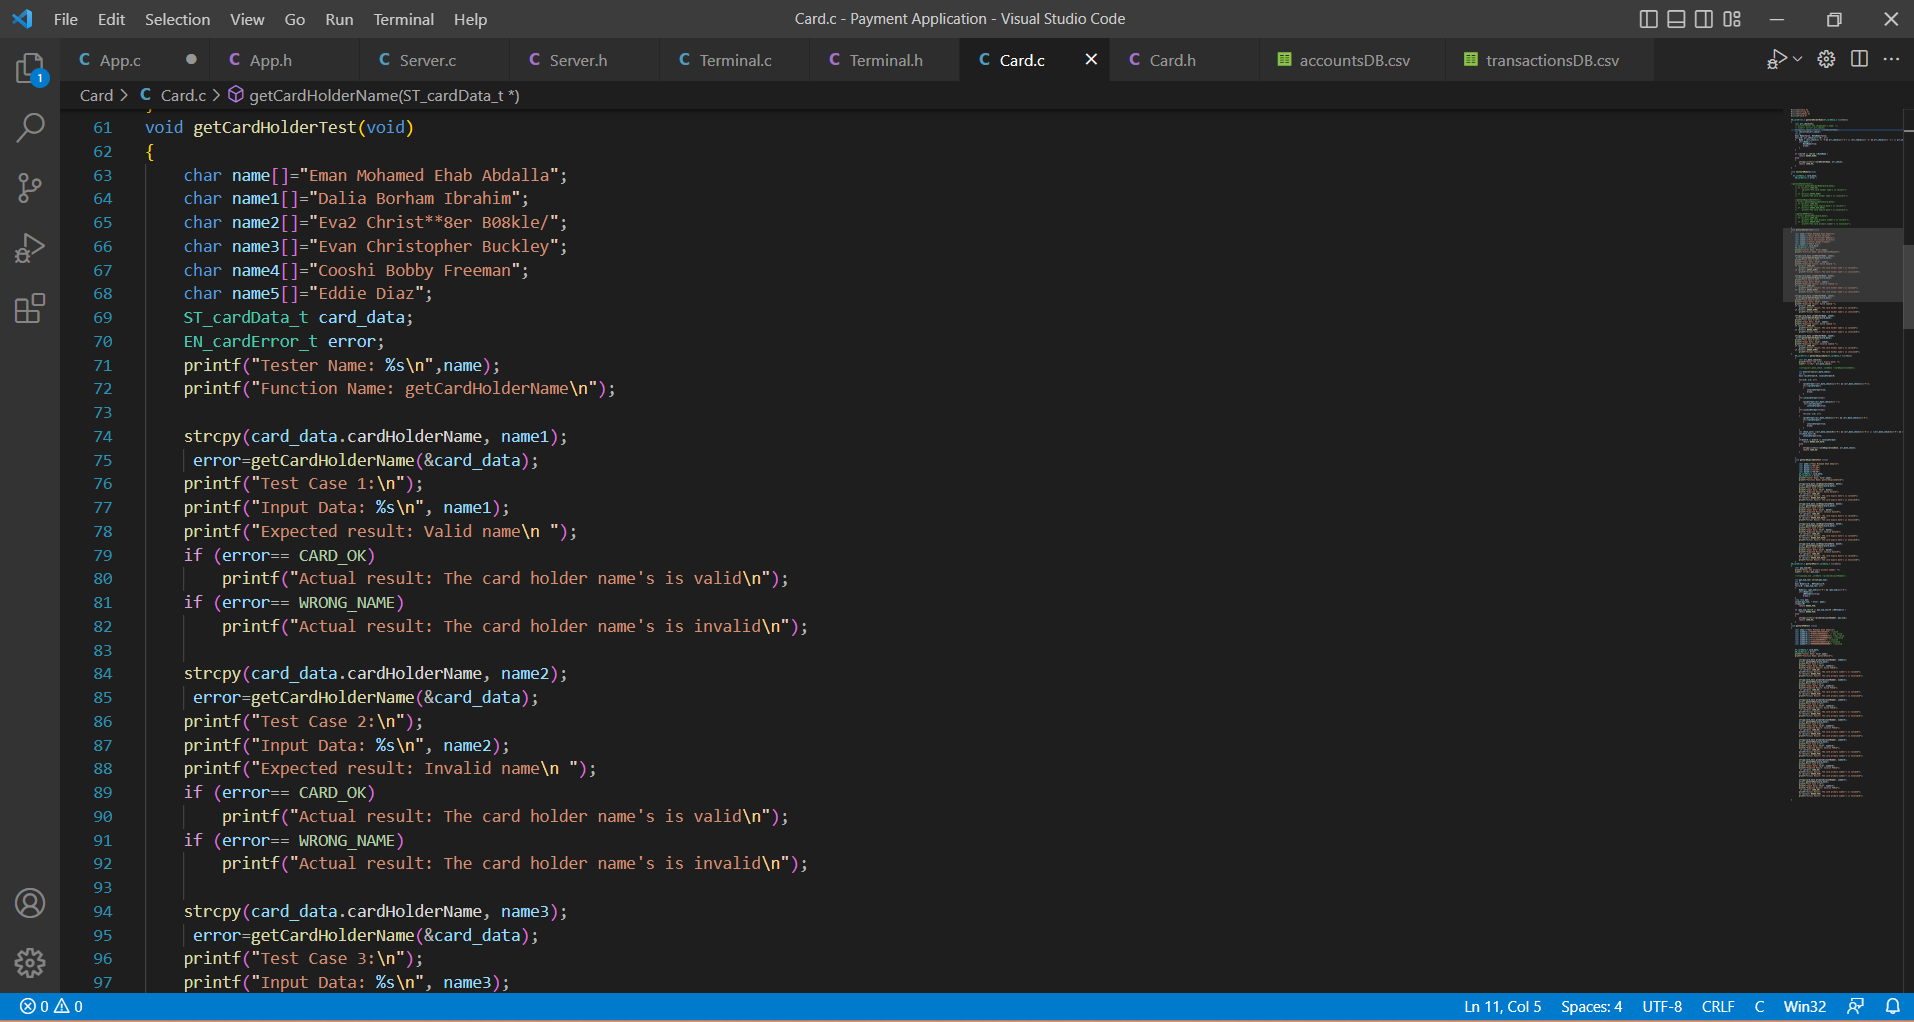 File Edit Selection View Go Run Terminal Help
Card.c - Payment Application - Visual Studio Code
C App.c
C App.h
C Server.c
C Server.h
C Terminal.c
C Terminal.h
C Card.c
C Card.h
accountsDB.csv
transactionsDB.csv
1
Card > C Card.c > getCardHolderName(ST_cardData_t *)
61 void getCardHolderTest(void)
62 {
63 char name[]="Eman Mohamed Ehab Abdalla";
64 char name1[]="Dalia Borham Ibrahim";
65 char name2[]="Eva2 Christ**8er B08kle/";
66 char name3[]="Evan Christopher Buckley";
67 char name4[]="Cooshi Bobby Freeman";
68 char name5[]="Eddie Diaz";
69 ST_cardData_t card_data;
70 EN_cardError_t error;
71 printf("Tester Name: %s\n",name);
72 printf("Function Name: getCardHolderName\n");
73
74 strcpy(card_data.cardHolderName, name1);
75 error=getCardHolderName(&card_data);
76 printf("Test Case 1:\n");
77 printf("Input Data: %s\n", name1);
78 printf("Expected result: Valid name\n ");
79 if (error== CARD_OK)
80 printf("Actual result: The card holder name's is valid\n");
81 if (error== WRONG_NAME)
82 printf("Actual result: The card holder name's is invalid\n");
83
84 strcpy(card_data.cardHolderName, name2);
85 error=getCardHolderName(&card_data);
86 printf("Test Case 2:\n");
87 printf("Input Data: %s\n", name2);
88 printf("Expected result: Invalid name\n ");
89 if (error== CARD_OK)
90 printf("Actual result: The card holder name's is valid\n");
91 if (error== WRONG_NAME)
92 printf("Actual result: The card holder name's is invalid\n");
93
94 strcpy(card_data.cardHolderName, name3);
95 error=getCardHolderName(&card_data);
96 printf("Test Case 3:\n");
97 printf("Input Data: %s\n", name3);
0 0
Ln 11, Col 5 Spaces: 4 UTF-8 CRLF C Win32